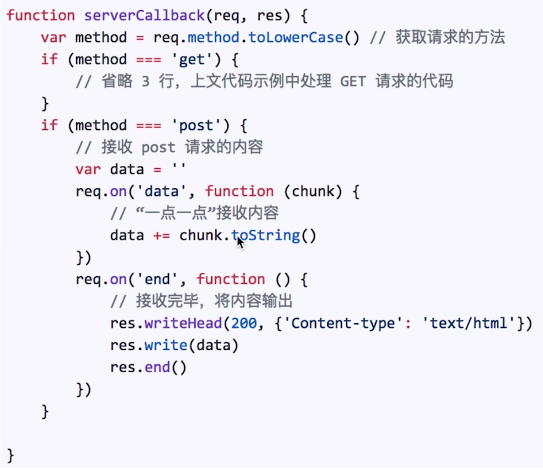 function serverCallback(req, res) {
    var method = req.method.toLowerCase() // 获取请求的方法
    if (method === 'get') {
        // 省略 3 行，上文代码示例中处理 GET 请求的代码
    }
    if (method === 'post') {
        // 接收 post 请求的内容
        var data = ''
        req.on('data', function (chunk) {
            // “一点一点”接收内容
            data += chunk.toString()
        })
        req.on('end', function () {
            // 接收完毕，将内容输出
            res.writeHead(200, {'Content-type': 'text/html'})
            res.write(data)
            res.end()
        })
    }
}